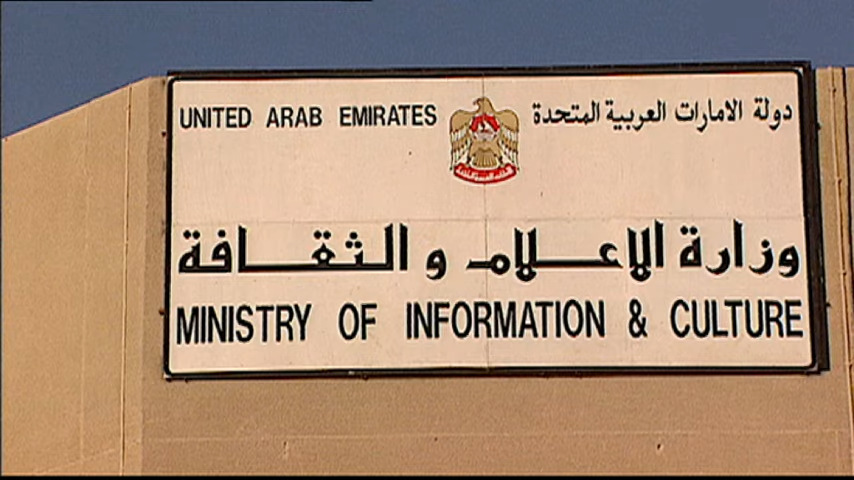 UNITED ARAB EMIRATES
دولة الامارات العربية المتحدة
وزارة الإعلام و الثقافة
MINISTRY OF INFORMATION & CULTURE